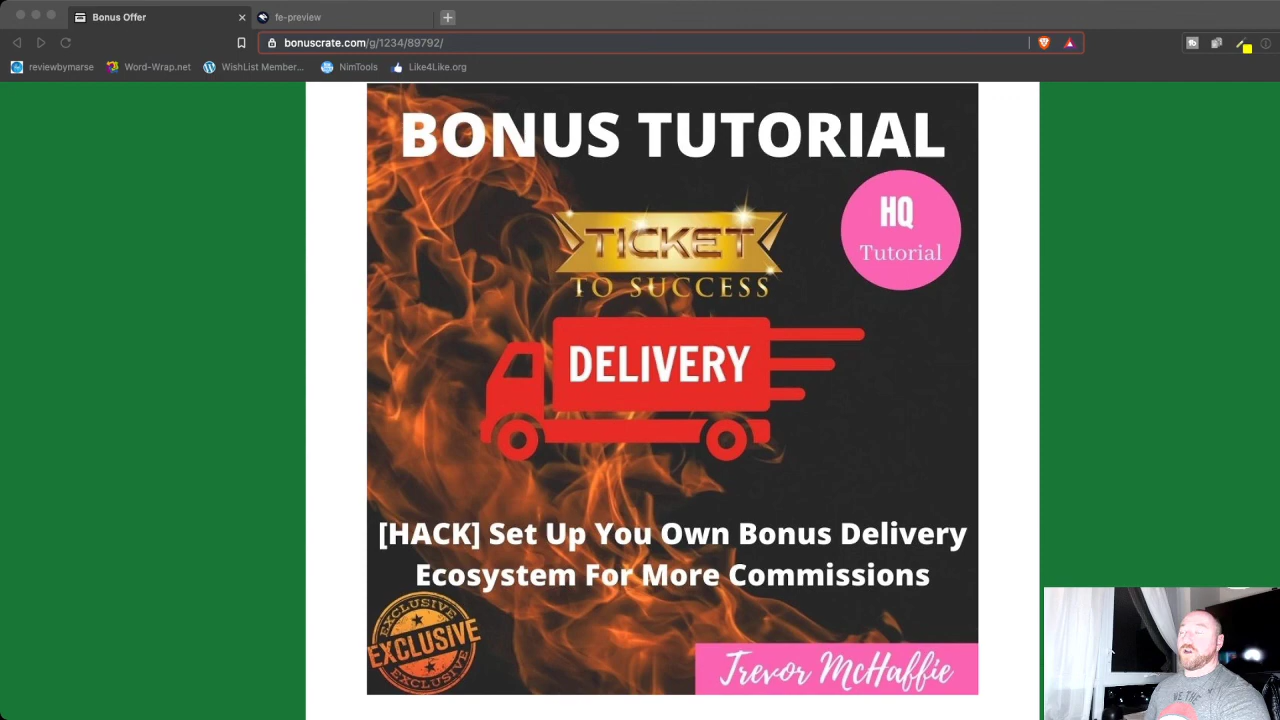 Bonus Offer
fe-preview
bonuscrate.com/g/1234/89792/
reviewbymarse
Word-Wrap.net
WishList Member...
NimTools
Like4Like.org
BONUS TUTORIAL
HQ
Tutorial
TICKET
TO SUCCESS
DELIVERY
[HACK] Set Up You Own Bonus Delivery
Ecosystem For More Commissions
EXCLUSIVE
EXCLUSIVE
EXCLUSIVE
Trevor McHaffie